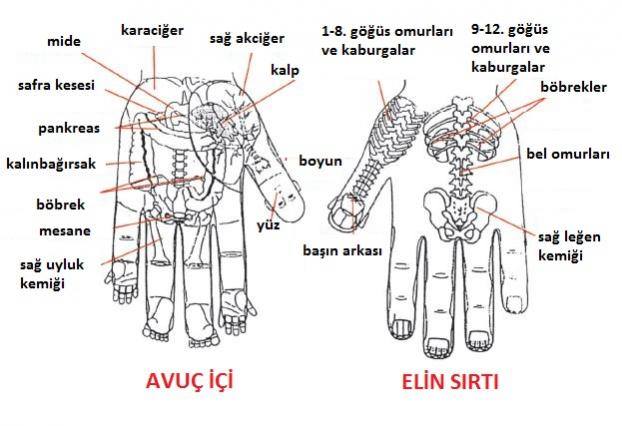 karaciğer
mide
sağ akciğer
kalp
safra kesesi
pankreas
kalınbağırsak
böbrek
mesane
sağ uyluk
kemiği
boyun
yüz
AVUÇ İÇİ
1-8. göğüs omurları
ve kaburgalar
9-12. göğüs
omurları ve
kaburgalar
böbrekler
bel omurları
sağ leğen
kemiği
başın arkası
ELİN SIRTI